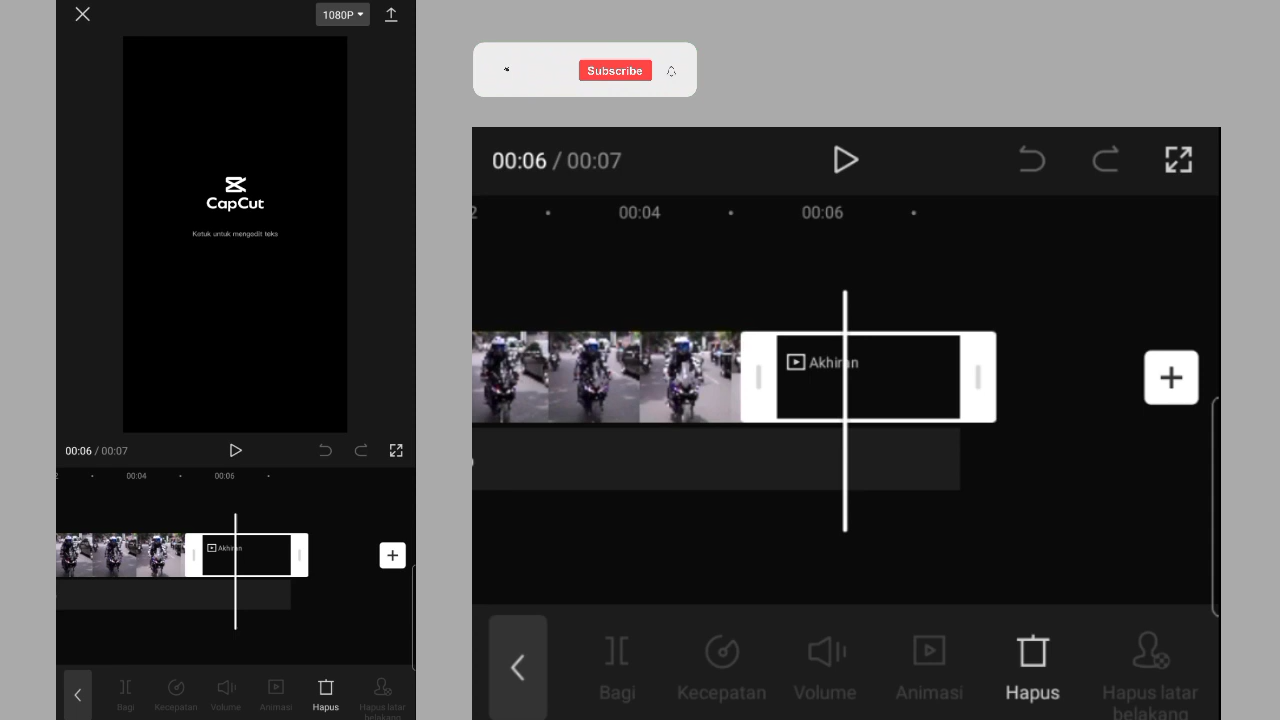 1080P
CapCut
Ketuk untuk mengedit teks
00:06 / 00:07
2 00:04 00:06
Akhiran
Bagi Kecepatan Volume Animasi Hapus Hapus latar
belakang
Subscribe
00:06 / 00:07
2 00:04 00:06
Akhiran
Bagi Kecepatan Volume Animasi Hapus Hapus latar
belakang